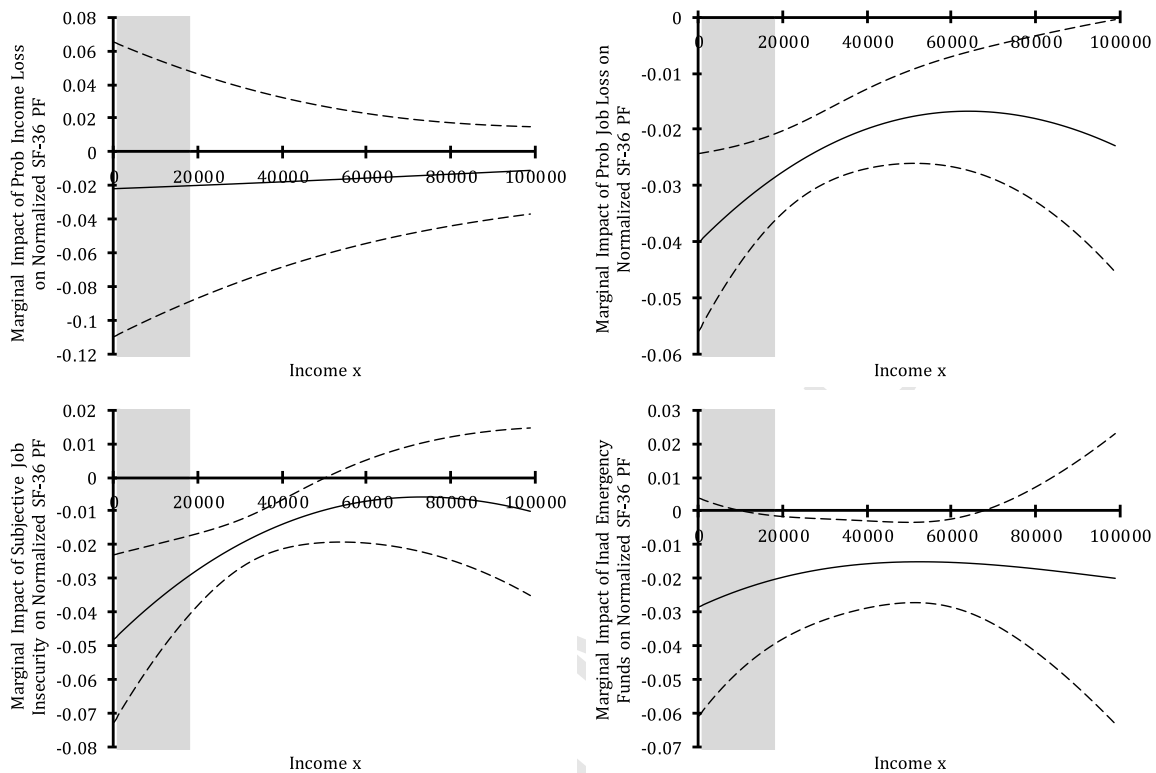 Marginal Impact of Prob Income Loss
on Normalized SF-36 PF
0.08
0.06
0.04
0.02
0
-0.02
-0.04
-0.06
-0.08
-0.1
-0.12
0 20000 40000 60000 80000 100000
Income x
Marginal Impact of Prob Job Loss on
Normalized SF-36 PF
0
-0.01
-0.02
-0.03
-0.04
-0.05
-0.06
0 20000 40000 60000 80000 100000
Income x
Marginal Impact of Subjective Job
Insecurity on Normalized SF-36 PF
0.02
0.01
0
-0.01
-0.02
-0.03
-0.04
-0.05
-0.06
-0.07
-0.08
0 20000 40000 60000 80000 100000
Income x
Marginal Impact of Inad Emergency
Funds on Normalized SF-36 PF
0.03
0.02
0.01
0
-0.01
-0.02
-0.03
-0.04
-0.05
-0.06
-0.07
0 20000 40000 60000 80000 100000
Income x